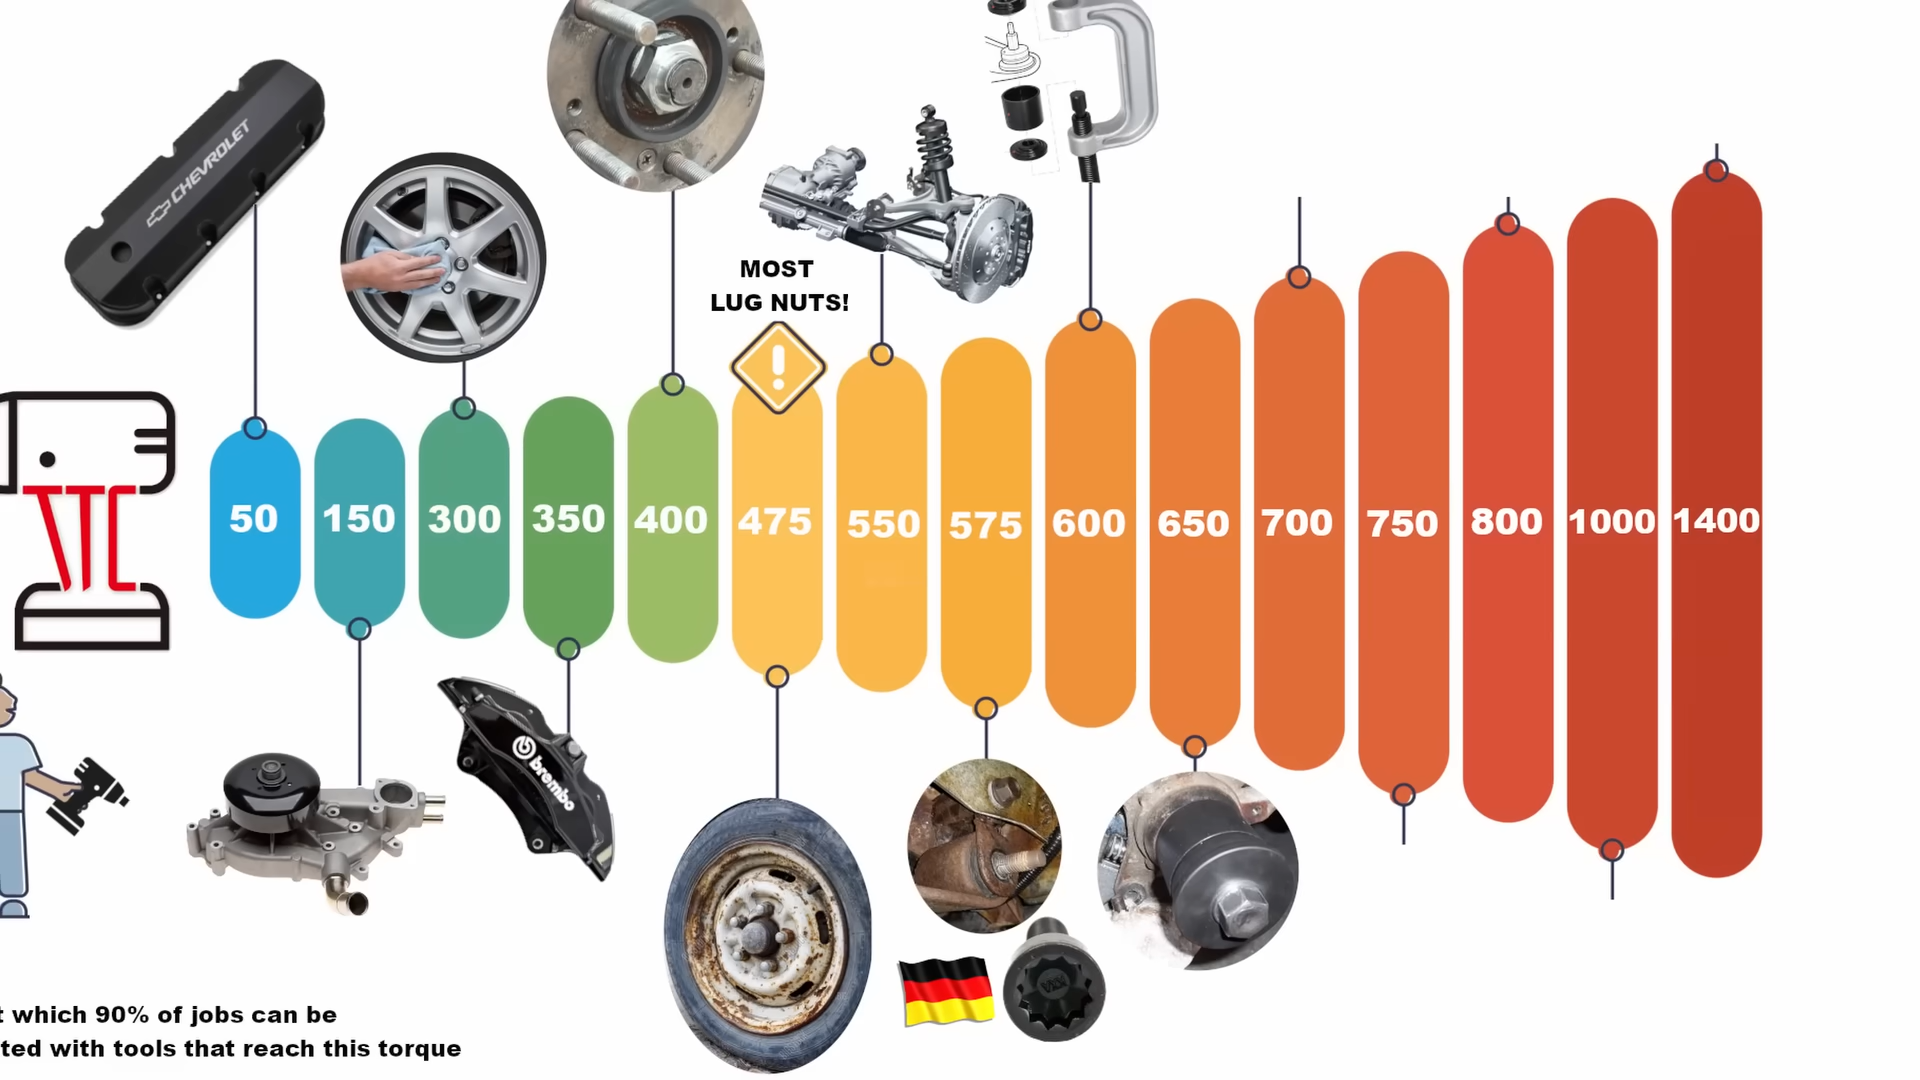 CHEVROLET
MOST
LUG NUTS!
VTC
50
150
300
350
400
475
550
575
600
650
700
750
800
1000
1400
brembo
t which 90% of jobs can be
ted with tools that reach this torque